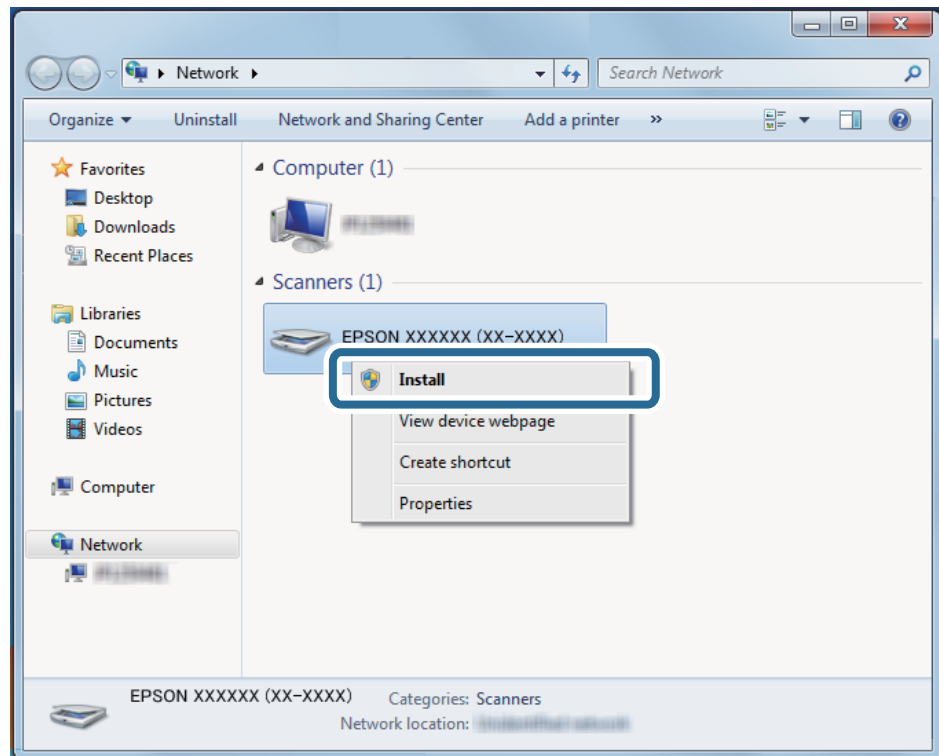 Network
Search Network
Organize Uninstall Network and Sharing Center Add a printer »
Favorites
Desktop
Downloads
Recent Places
Libraries
Documents
Music
Pictures
Videos
Computer
Network
Computer (1)
Scanners (1)
EPSON XXXXXX (XX-XXXX)
Install
View device webpage
Create shortcut
Properties
EPSON XXXXXX (XX-XXXX) Categories: Scanners
Network location: